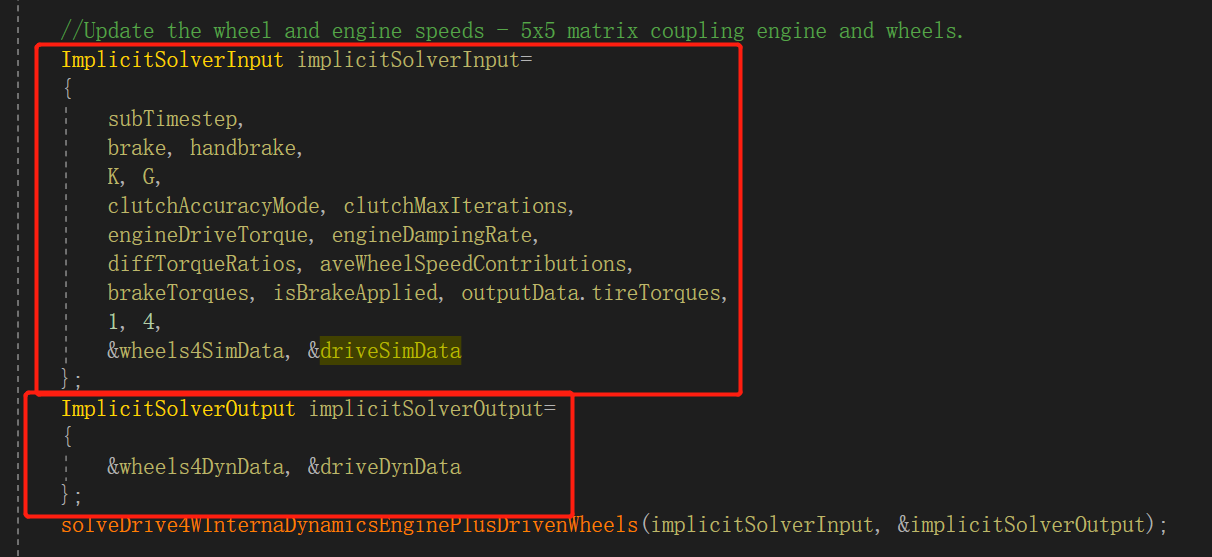 //Update the wheel and engine speeds - 5x5 matrix coupling engine and wheels.
ImplicitSolverInput implicitSolverInput=
{
subTimestep,
brake, handbrake,
K, G,
clutchAccuracyMode, clutchMaxIterations,
engineDriveTorque, engineDampingRate,
diffTorqueRatios, aveWheelSpeedContributions,
brakeTorques, isBrakeApplied, outputData.tireTorques,
1, 4,
&wheels4SimData, &driveSimData
};
ImplicitSolverOutput implicitSolverOutput=
{
&wheels4DynData, &driveDynData
};
solveDrive4WInternaDynamicsEnginePlusDrivenWheels(implicitSolverInput, &implicitSolverOutput);